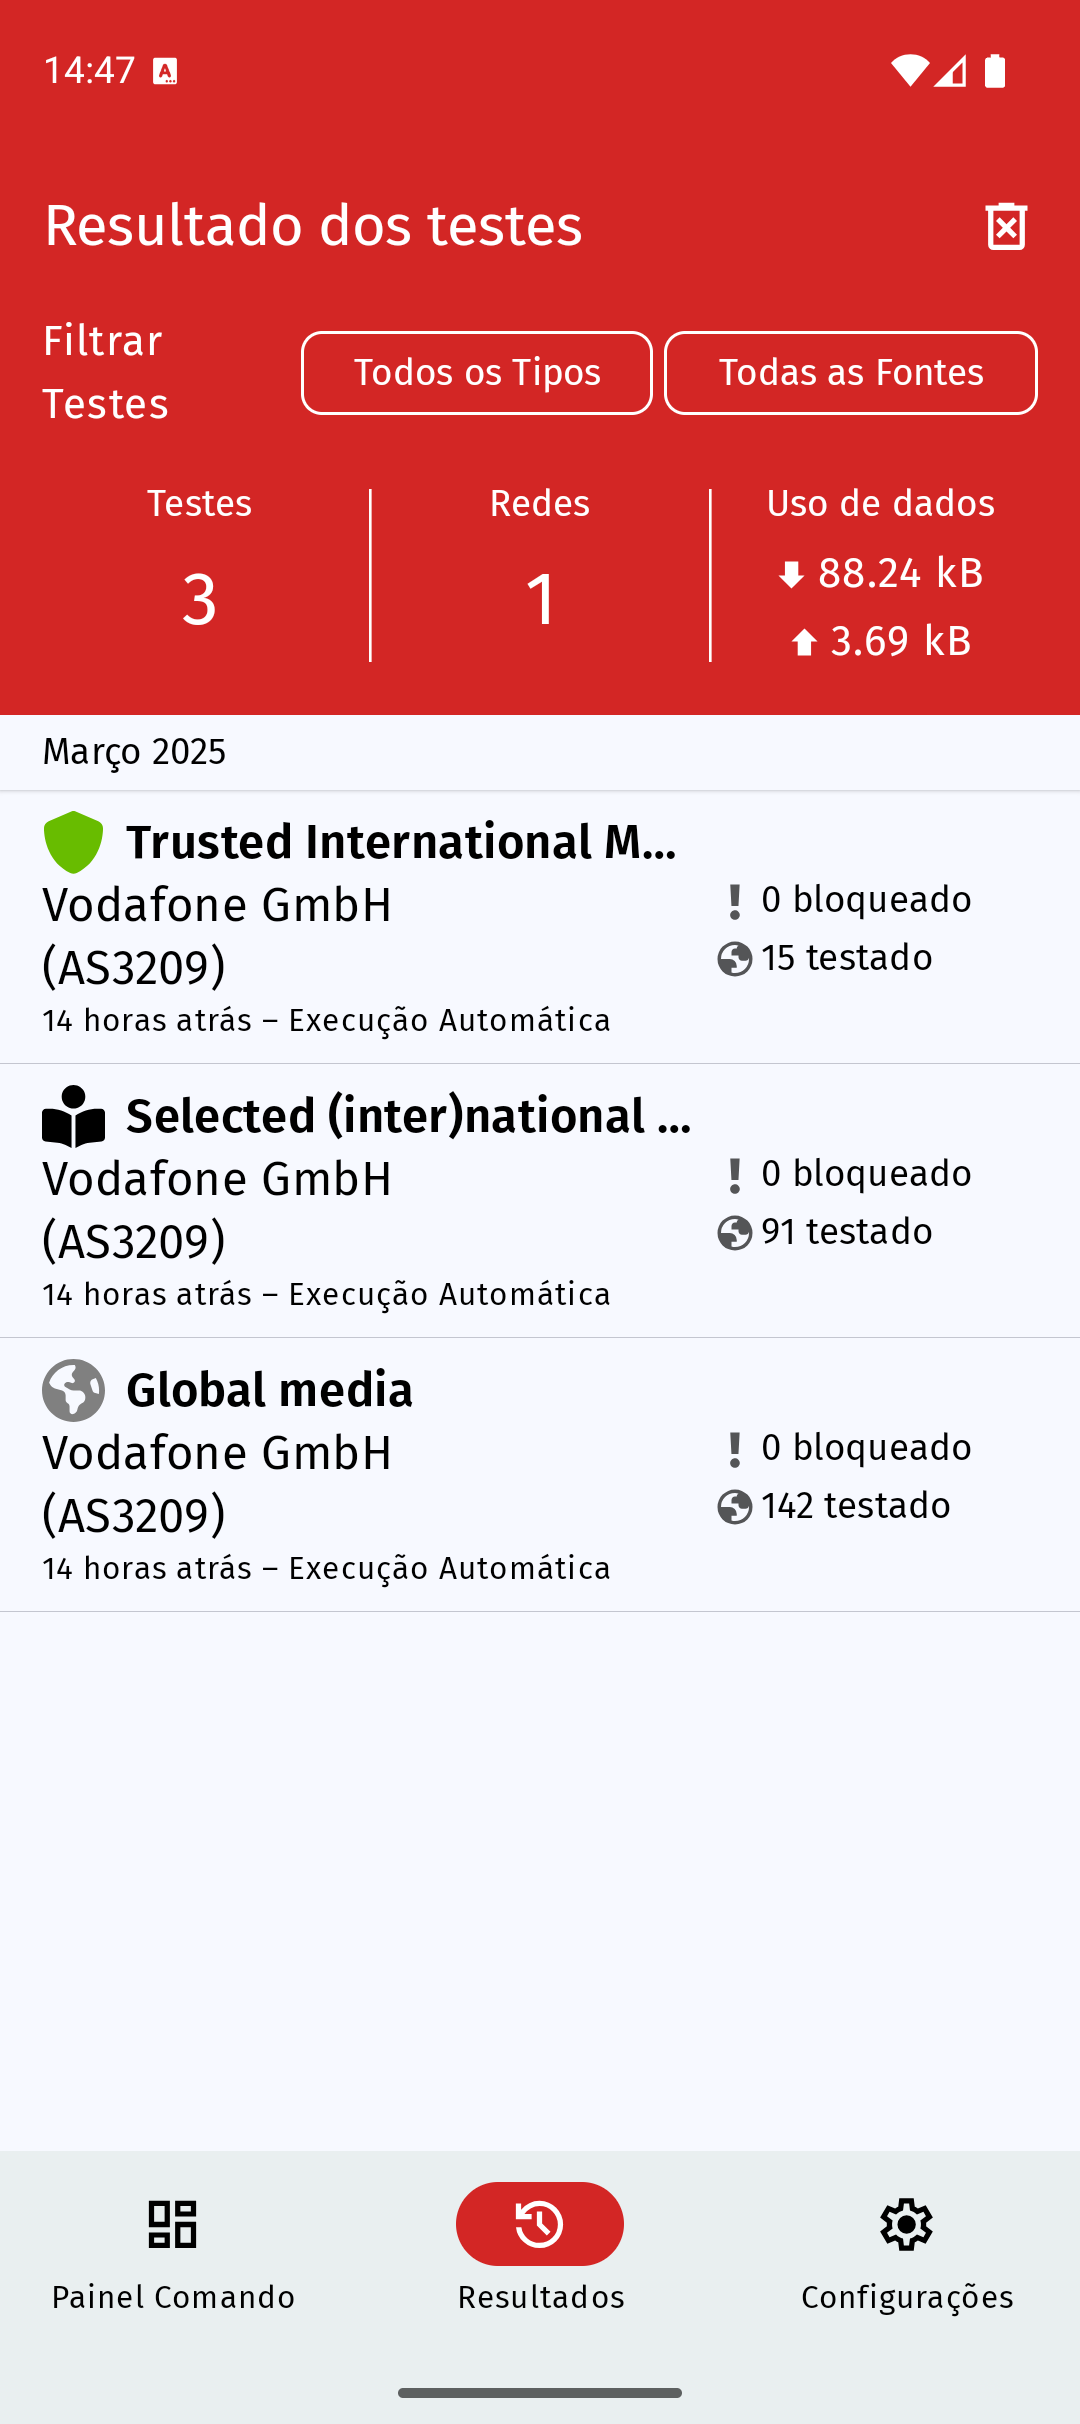 14:47
Resultado dos testes
Filtrar
Testes
Todos os Tipos
Todas as Fontes
Testes
3
Redes
1
Uso de dados
88.24 kB
3.69 kB
Março 2025
Trusted International M...
Vodafone GmbH
(AS3209)
0 bloqueado
15 testado
14 horas atrás – Execução Automática
Selected (inter)national ...
Vodafone GmbH
(AS3209)
0 bloqueado
91 testado
14 horas atrás – Execução Automática
Global media
Vodafone GmbH
(AS3209)
0 bloqueado
142 testado
14 horas atrás – Execução Automática
Painel Comando
Resultados
Configurações